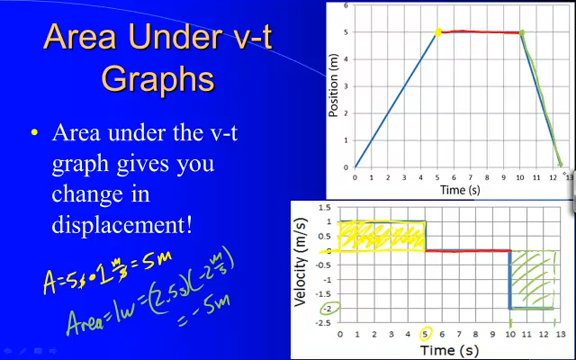 Area Under v-t
Graphs
• Area under the v-t
graph gives you
change in
displacement!
A = 5s • 1 m/s = 5m
Area = lw = (2.5s)(-2 m/s)
= -5m
Position (m)
6
5
4
3
2
1
0
0 1 2 3 4 5 6 7 8 9 10 11 12 13
Time (s)
Velocity (m/s)
1.5
1
0.5
0
-0.5
-1
-1.5
-2
-2.5
0 1 2 3 4 5 6 7 8 9 10 11 12 13
Time (s)